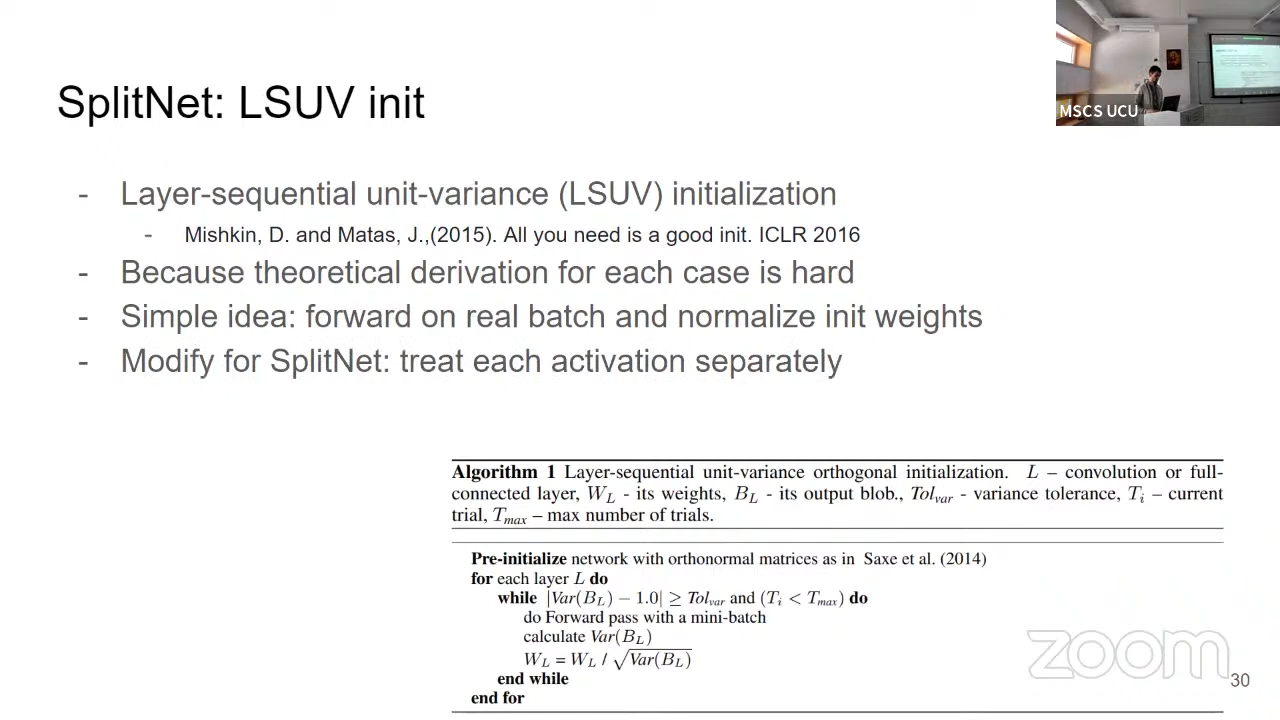 SplitNet: LSUV init
MSCS UCU
- Layer-sequential unit-variance (LSUV) initialization
- Mishkin, D. and Matas, J.,(2015). All you need is a good init. ICLR 2016
- Because theoretical derivation for each case is hard
- Simple idea: forward on real batch and normalize init weights
- Modify for SplitNet: treat each activation separately
Algorithm 1 Layer-sequential unit-variance orthogonal initialization. L – convolution or full-
connected layer, W_L - its weights, B_L - its output blob., Tol_var - variance tolerance, T_i – current
trial, T_max – max number of trials.
Pre-initialize network with orthonormal matrices as in Saxe et al. (2014)
for each layer L do
while |Var(B_L) − 1.0| ≥ Tol_var and (T_i < T_max) do
do Forward pass with a mini-batch
calculate Var(B_L)
W_L = W_L / √Var(B_L)
end while
end for
zoom
30